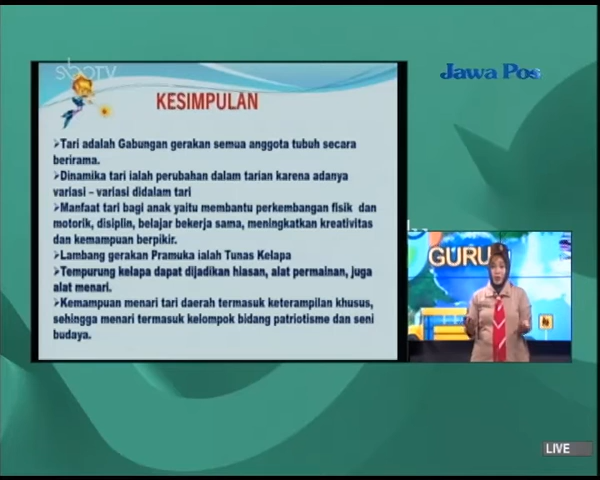 sboTV
Jawa Pos
KESIMPULAN
➢Tari adalah Gabungan gerakan semua anggota tubuh secara
berirama.
➢Dinamika tari ialah perubahan dalam tarian karena adanya
variasi – variasi didalam tari
➢Manfaat tari bagi anak yaitu membantu perkembangan fisik dan
motorik, disiplin, belajar bekerja sama, meningkatkan kreativitas
dan kemampuan berpikir.
➢Lambang gerakan Pramuka ialah Tunas Kelapa
➢Tempurung kelapa dapat dijadikan hiasan, alat permainan, juga
alat menari.
➢Kemampuan menari tari daerah termasuk keterampilan khusus,
sehingga menari termasuk kelompok bidang patriotisme dan seni
budaya.
GURU
LIVE